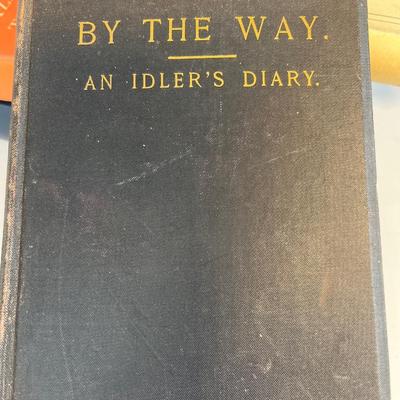 BY THE WAY.
AN IDLER'S DIARY.